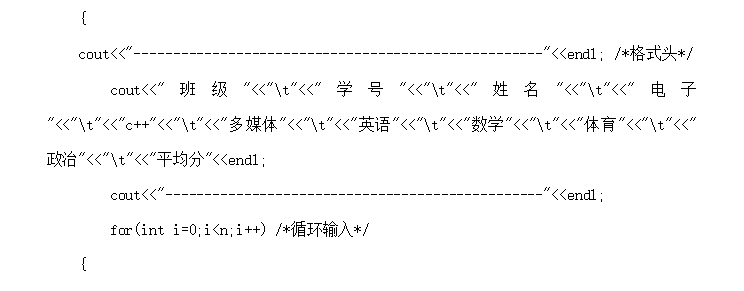 {
cout<<"----------------------------------------------------"<<endl; /*格式头*/
cout<<" 班 级 "<<"\t"<<" 学 号 "<<"\t"<<" 姓 名 "<<"\t"<<" 电 子
"<<"\t"<<"c++"<<"\t"<<"多媒体"<<"\t"<<"英语"<<"\t"<<"数学"<<"\t"<<"体育"<<"\t"<<"
政治"<<"\t"<<"平均分"<<endl;
cout<<"------------------------------------------------"<<endl;
for(int i=0;i<n;i++) /*循环输入*/
{